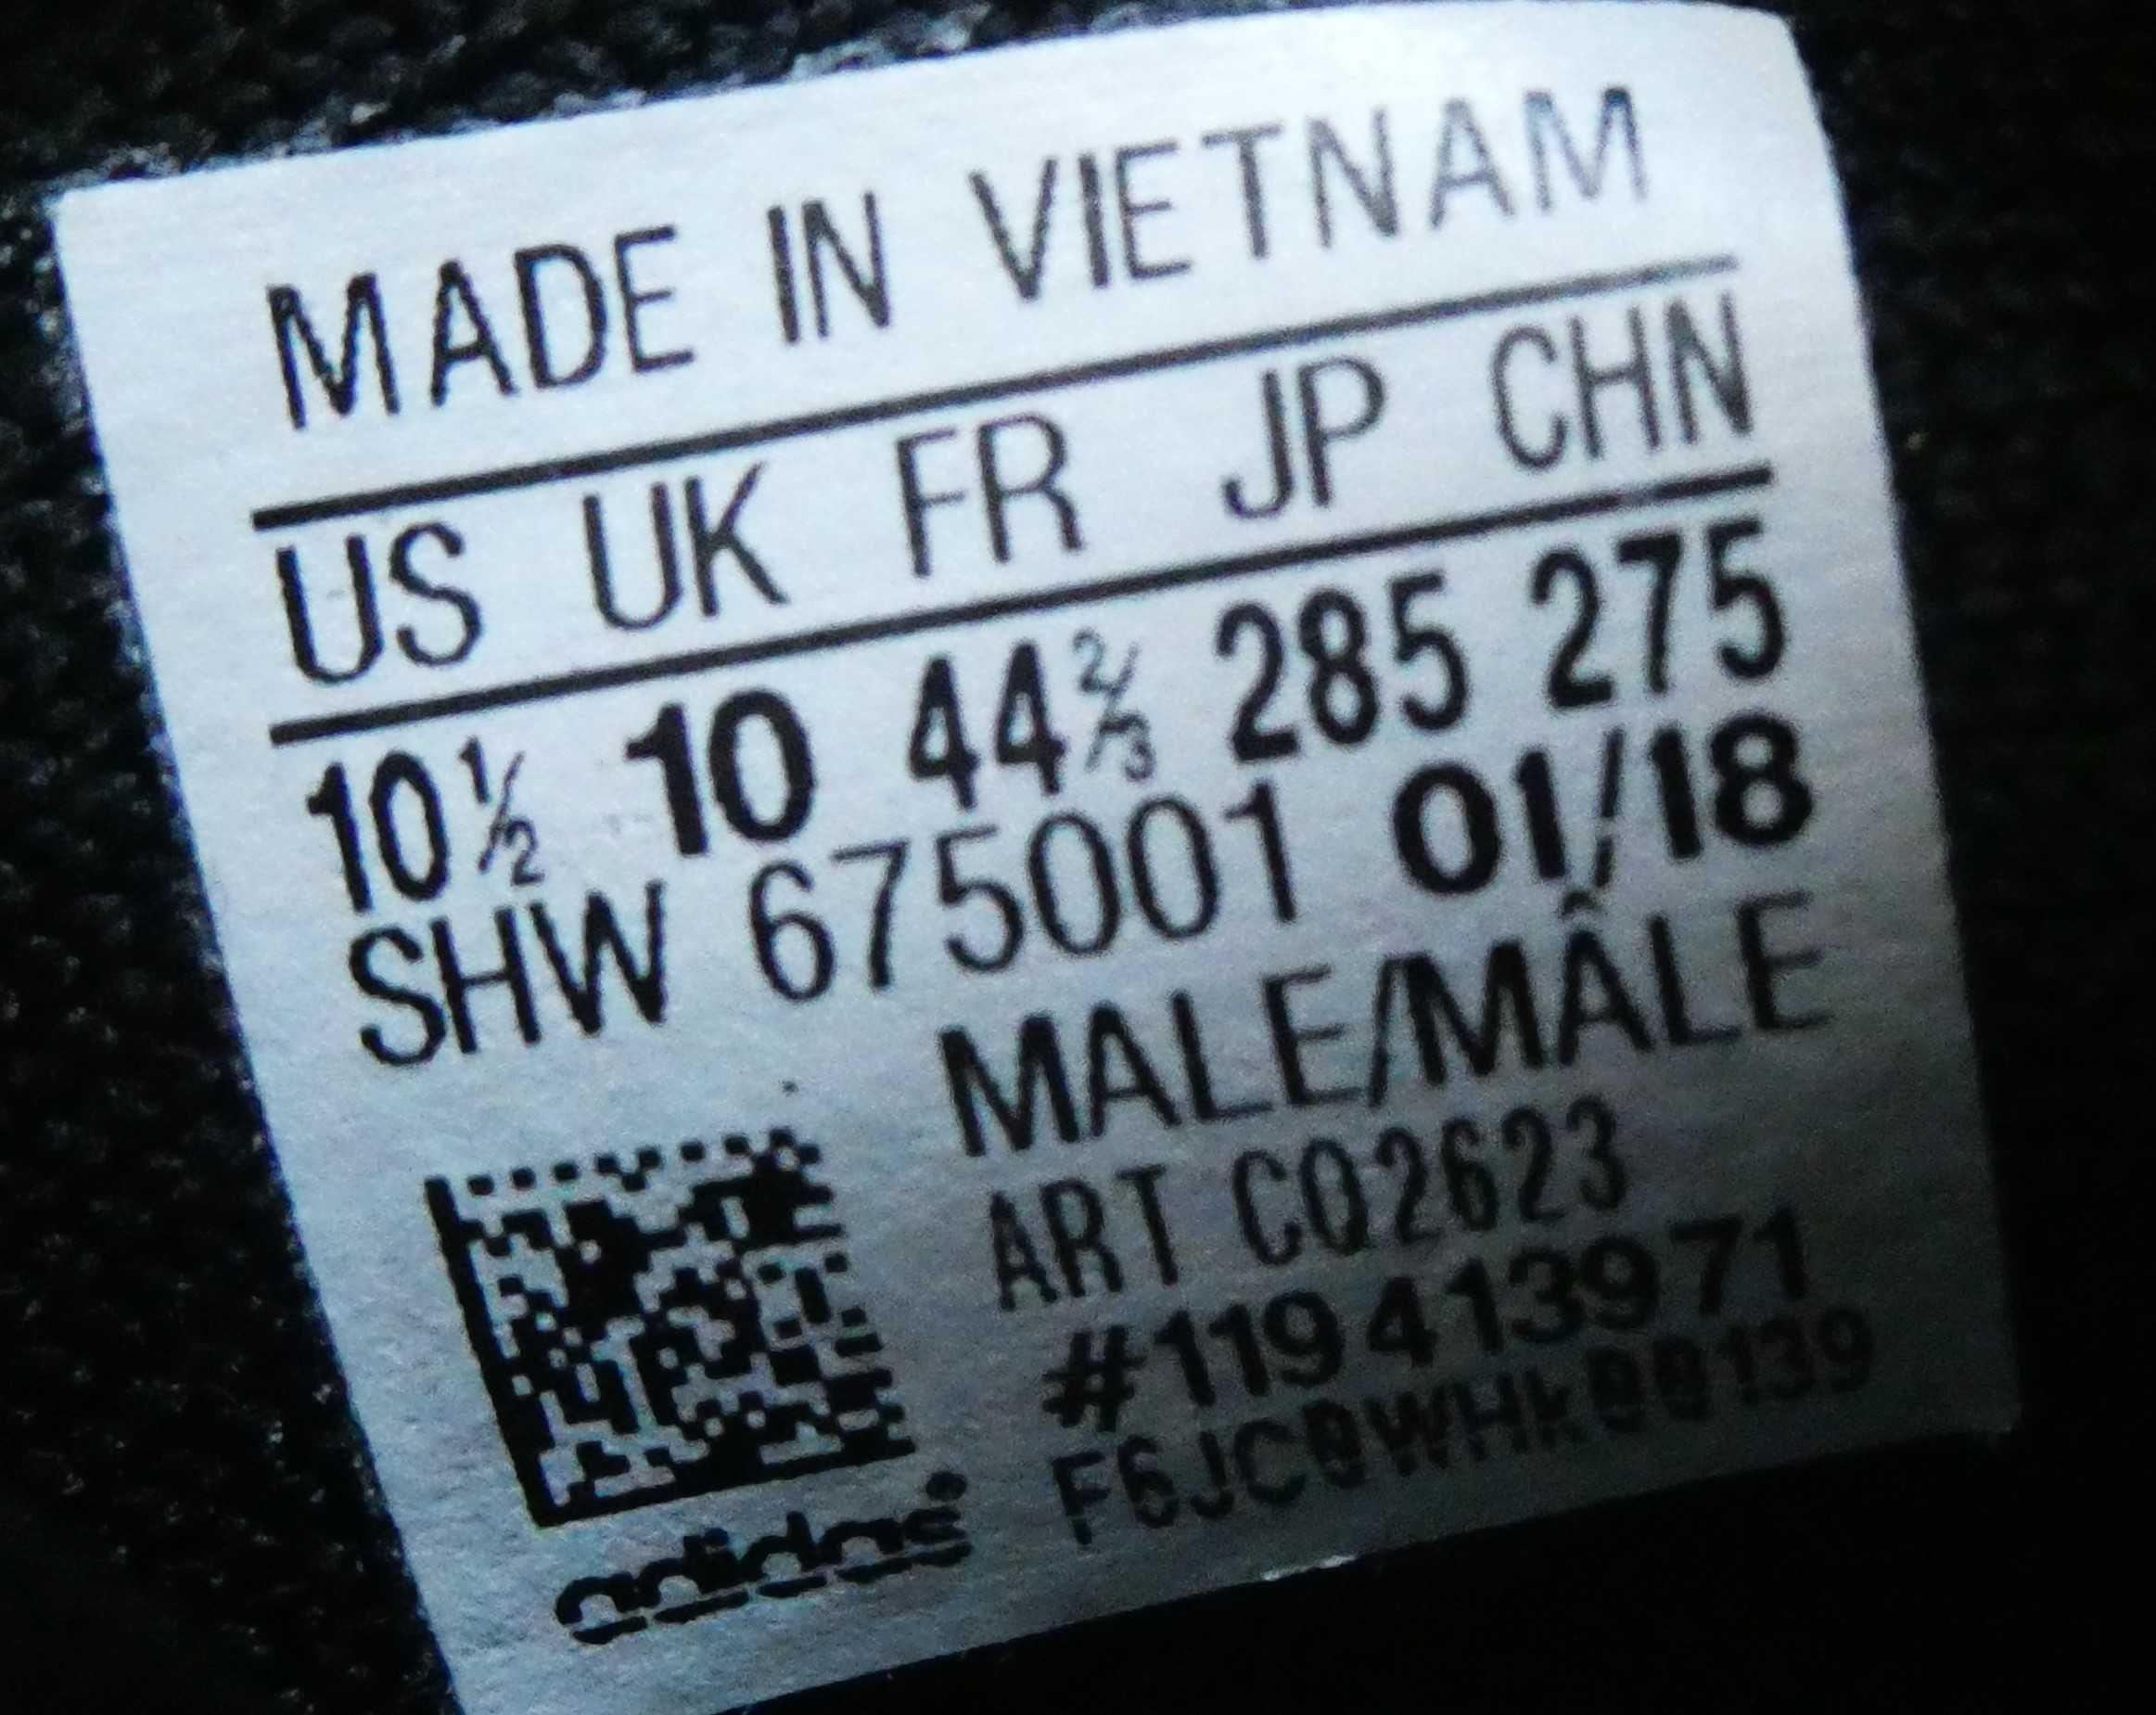 MADE IN VIETNAM
US UK FR JP CHN
10½ 10 44⅔ 285 275
SHW 675001 01/18
MALE/MÂLE
ART CQ2623
#119413971
F6JC0WHK00139
adidas